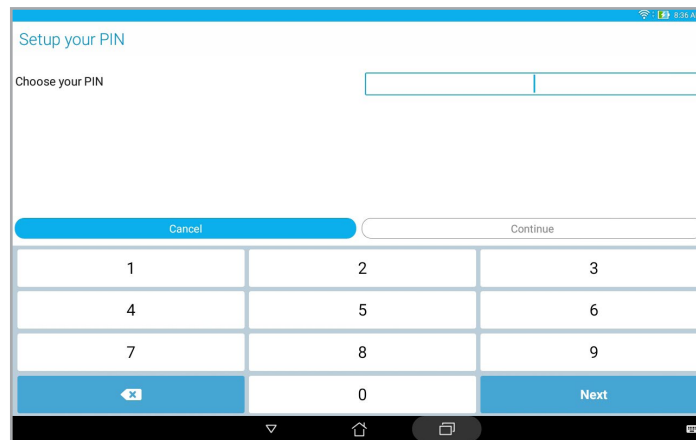 8:36 A
Setup your PIN
Choose your PIN
Cancel Continue
1 2 3
4 5 6
7 8 9
0 Next